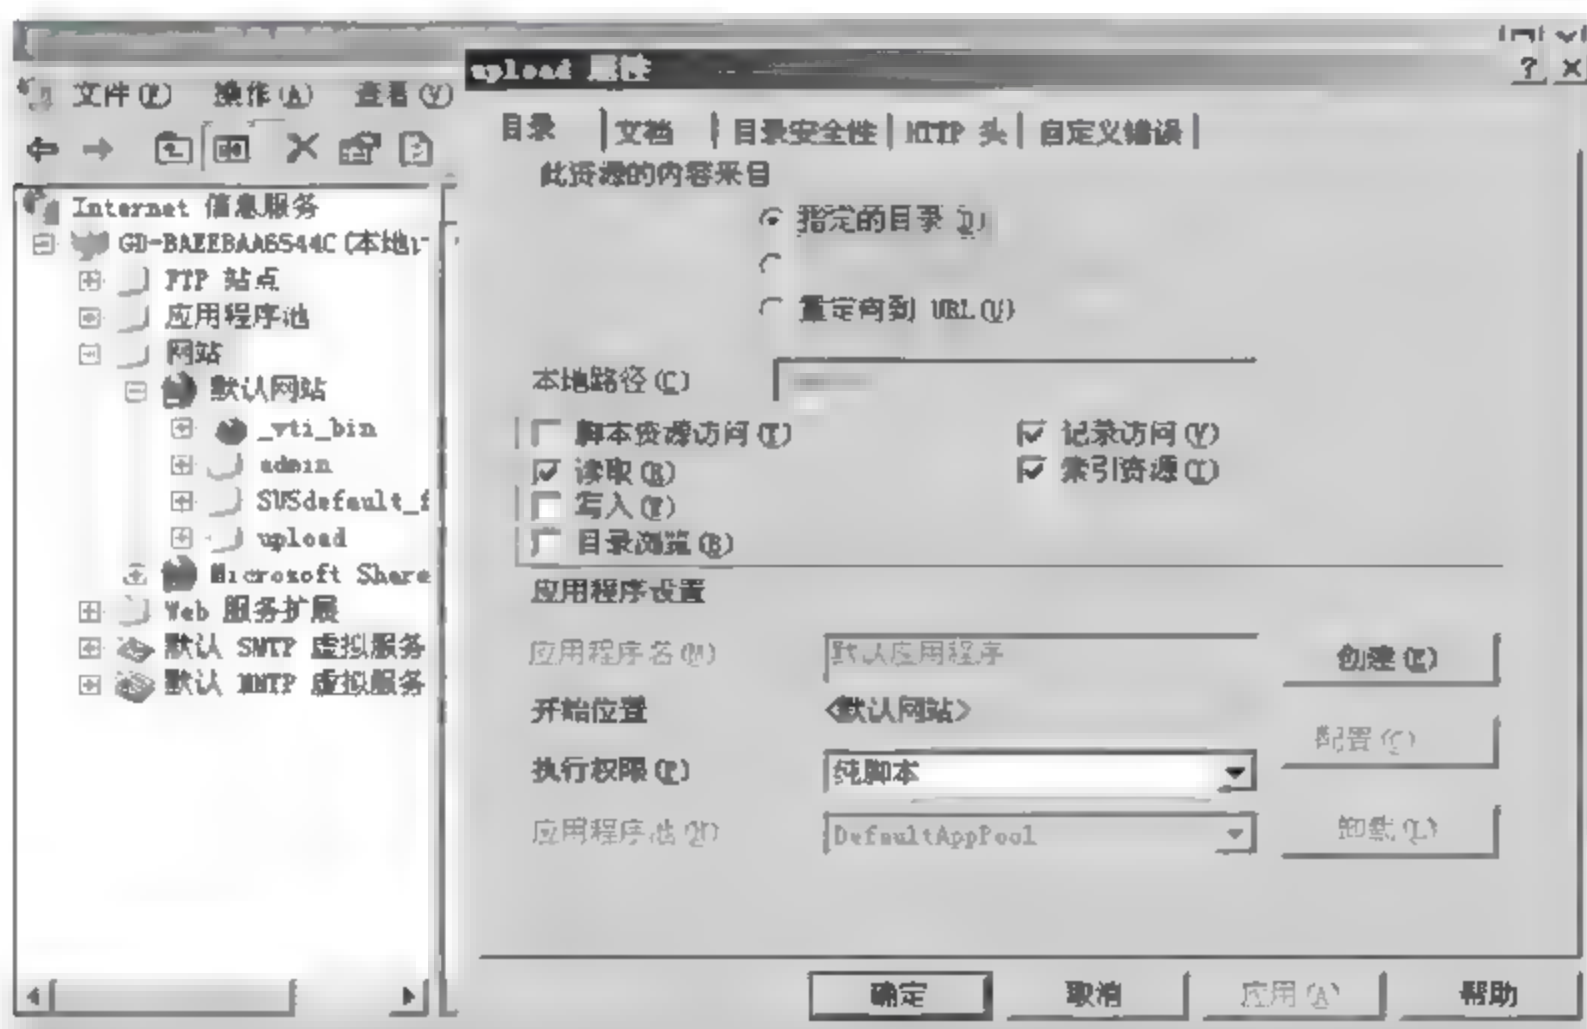 upload 属性
文件(F) 操作(A) 查看(V)
目录 文档 目录安全性 HTTP 头 自定义错误
此资源的内容来自
指定的目录(D)
重定向到 URL(U)
本地路径(C)
脚本资源访问(T) 记录访问(V)
读取(R) 索引资源(I)
写入(W)
目录浏览(B)
应用程序设置
应用程序名(M) 默认应用程序 创建(E)
开始位置 <默认网站>
配置(G)
执行权限(P) 纯脚本
应用程序池(N) DefaultAppPool 卸载(L)
确定 取消 应用(A) 帮助
Internet 信息服务
GD-BAEEBAA6544C(本地
FTP 站点
应用程序池
网站
默认网站
_vti_bin
admin
SUSdefault_f
upload
Microsoft Share
Web 服务扩展
默认 SMTP 虚拟服务
默认 NNTP 虚拟服务